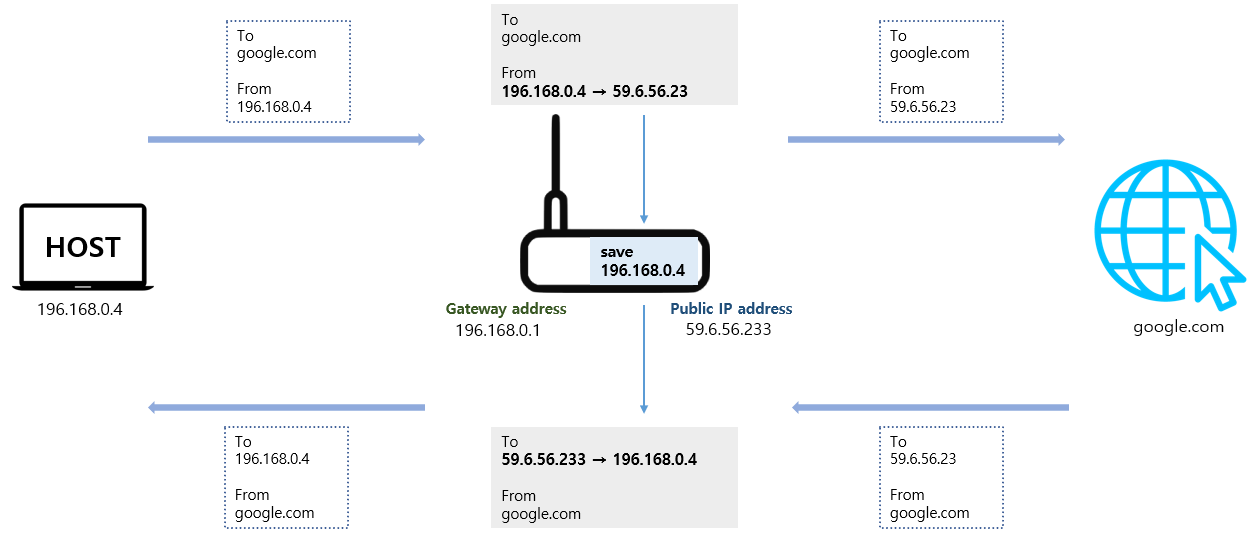 To
google.com
From
196.168.0.4
To
google.com
From
196.168.0.4 → 59.6.56.23
To
google.com
From
59.6.56.23
HOST
196.168.0.4
save
196.168.0.4
Gateway address
196.168.0.1
Public IP address
59.6.56.233
google.com
To
196.168.0.4
From
google.com
To
59.6.56.233 → 196.168.0.4
From
google.com
To
59.6.56.23
From
google.com